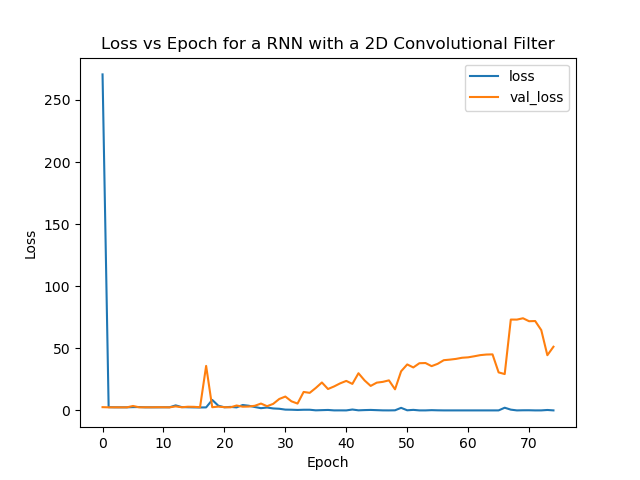 Loss vs Epoch for a RNN with a 2D Convolutional Filter
loss
val_loss
250
200
150
100
50
0
Loss
0 10 20 30 40 50 60 70
Epoch